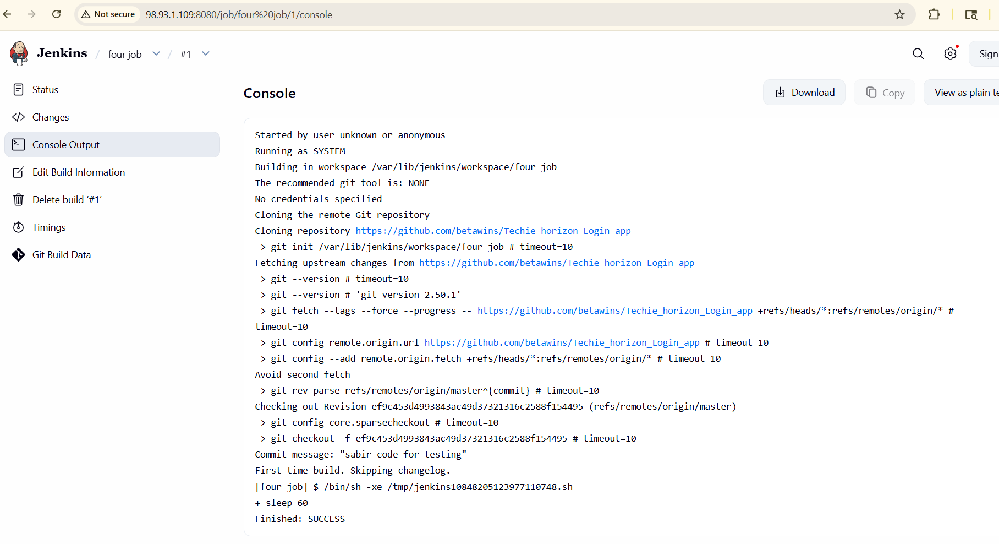 Not secure 98.93.1.109:8080/job/four%20job/1/console
Jenkins / four job / #1
Sign
Status
Changes
Console Output
Edit Build Information
Delete build ‘#1’
Timings
Git Build Data
Console
Download
Copy
View as plain te
Started by user unknown or anonymous
Running as SYSTEM
Building in workspace /var/lib/jenkins/workspace/four job
The recommended git tool is: NONE
No credentials specified
Cloning the remote Git repository
Cloning repository https://github.com/betawins/Techie_horizon_Login_app
 > git init /var/lib/jenkins/workspace/four job # timeout=10
Fetching upstream changes from https://github.com/betawins/Techie_horizon_Login_app
 > git --version # timeout=10
 > git --version # 'git version 2.50.1'
 > git fetch --tags --force --progress -- https://github.com/betawins/Techie_horizon_Login_app +refs/heads/*:refs/remotes/origin/* #
timeout=10
 > git config remote.origin.url https://github.com/betawins/Techie_horizon_Login_app # timeout=10
 > git config --add remote.origin.fetch +refs/heads/*:refs/remotes/origin/* # timeout=10
Avoid second fetch
 > git rev-parse refs/remotes/origin/master^{commit} # timeout=10
Checking out Revision ef9c453d4993843ac49d37321316c2588f154495 (refs/remotes/origin/master)
 > git config core.sparsecheckout # timeout=10
 > git checkout -f ef9c453d4993843ac49d37321316c2588f154495 # timeout=10
Commit message: "sabir code for testing"
First time build. Skipping changelog.
[four job] $ /bin/sh -xe /tmp/jenkins10848205123977110748.sh
+ sleep 60
Finished: SUCCESS